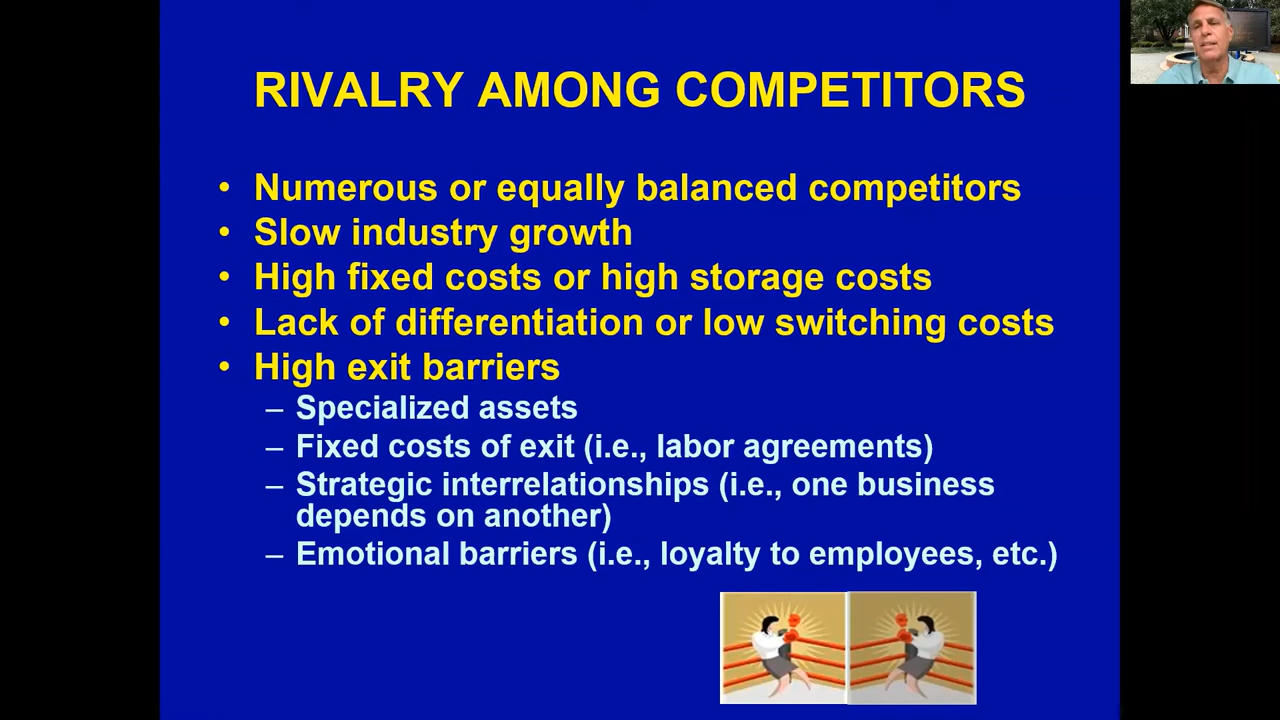 RIVALRY AMONG COMPETITORS
• Numerous or equally balanced competitors
• Slow industry growth
• High fixed costs or high storage costs
• Lack of differentiation or low switching costs
• High exit barriers
– Specialized assets
– Fixed costs of exit (i.e., labor agreements)
– Strategic interrelationships (i.e., one business
depends on another)
– Emotional barriers (i.e., loyalty to employees, etc.)